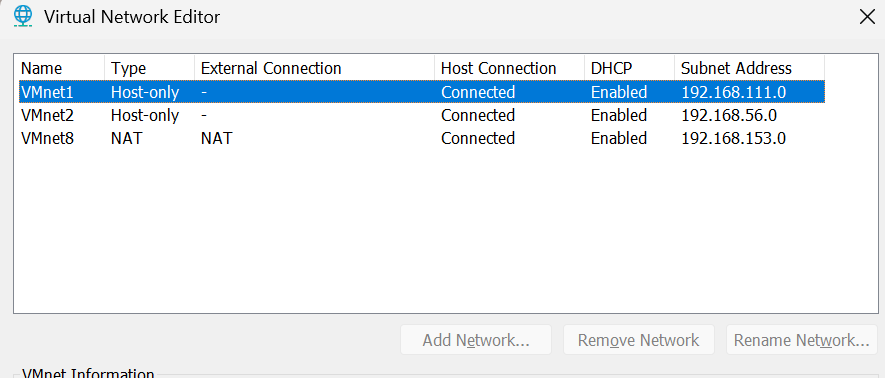 Virtual Network Editor
Name Type External Connection Host Connection DHCP Subnet Address
VMnet1 Host-only - Connected Enabled 192.168.111.0
VMnet2 Host-only - Connected Enabled 192.168.56.0
VMnet8 NAT NAT Connected Enabled 192.168.153.0
Add Network... Remove Network Rename Network...
VMnet Information